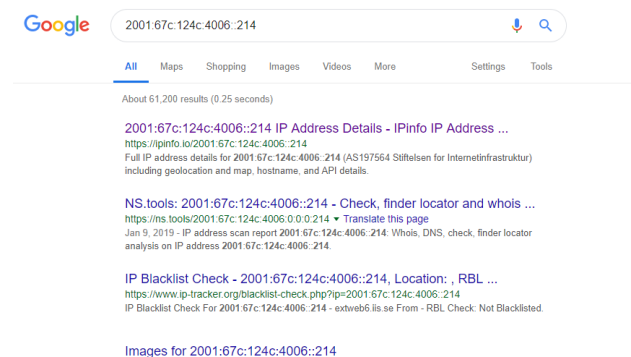 Google
2001:67c:124c:4006::214
All Maps Shopping Images Videos More Settings Tools
About 61,200 results (0.25 seconds)
2001:67c:124c:4006::214 IP Address Details - IPinfo IP Address ...
https://ipinfo.io/2001:67c:124c:4006::214
Full IP address details for 2001:67c:124c:4006::214 (AS197564 Stiftelsen for Internetinfrastruktur)
including geolocation and map, hostname, and API details.
NS.tools: 2001:67c:124c:4006::214 - Check, finder locator and whois ...
https://ns.tools/2001:67c:124c:4006:0:0:0:214 ▾ Translate this page
Jan 9, 2019 - IP address scan report 2001:67c:124c:4006::214: Whois, DNS, check, finder locator
analysis on IP address 2001:67c:124c:4006::214.
IP Blacklist Check - 2001:67c:124c:4006::214, Location: , RBL ...
https://www.ip-tracker.org/blacklist-check.php?ip=2001:67c:124c:4006::214
IP Blacklist Check For 2001:67c:124c:4006::214 - extweb6.iis.se From - RBL Check: Not Blacklisted.
Images for 2001:67c:124c:4006::214